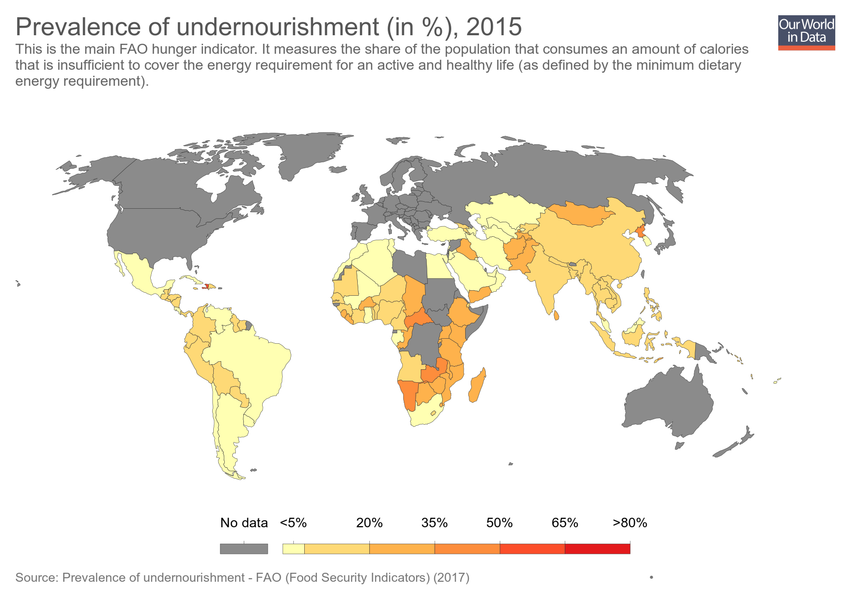 Prevalence of undernourishment (in %), 2015
Our World
in Data
This is the main FAO hunger indicator. It measures the share of the population that consumes an amount of calories
that is insufficient to cover the energy requirement for an active and healthy life (as defined by the minimum dietary
energy requirement).
No data <5% 20% 35% 50% 65% >80%
Source: Prevalence of undernourishment - FAO (Food Security Indicators) (2017)